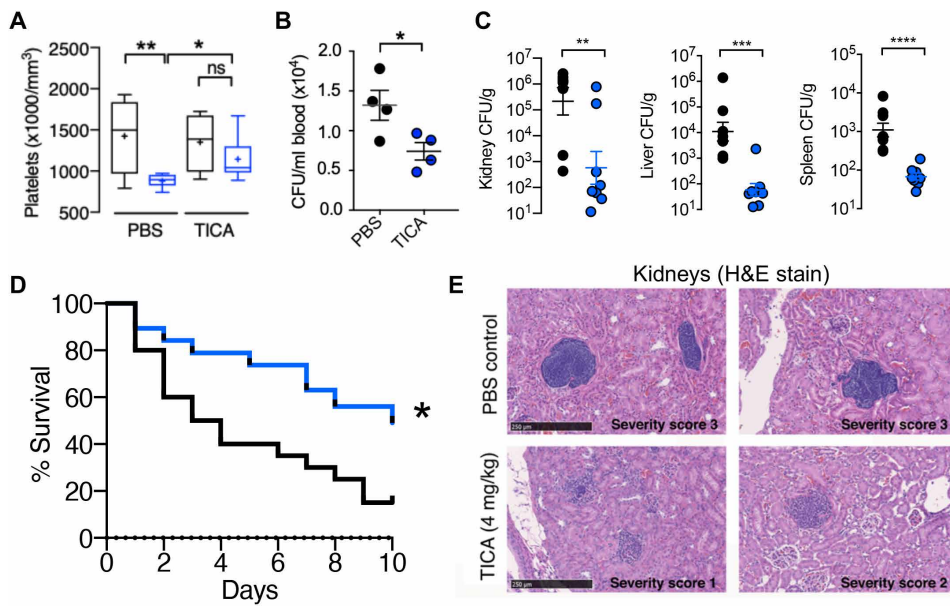 A
Platelets (x1000/mm³)
2500
2000
1500
1000
500
**
*
ns
PBS
TICA
B
CFU/ml blood (x10⁴)
2.0
1.5
1.0
0.5
0.0
*
PBS
TICA
C
Kidney CFU/g
10⁷
10⁶
10⁵
10⁴
10³
10²
10¹
**
Liver CFU/g
10⁷
10⁶
10⁵
10⁴
10³
10²
10¹
***
Spleen CFU/g
10⁵
10⁴
10³
10²
10¹
****
D
% Survival
100
80
60
40
20
0
*
0 2 4 6 8 10
Days
E
Kidneys (H&E stain)
PBS control
250 µm
Severity score 3
Severity score 3
TICA (4 mg/kg)
250 µm
Severity score 1
Severity score 2